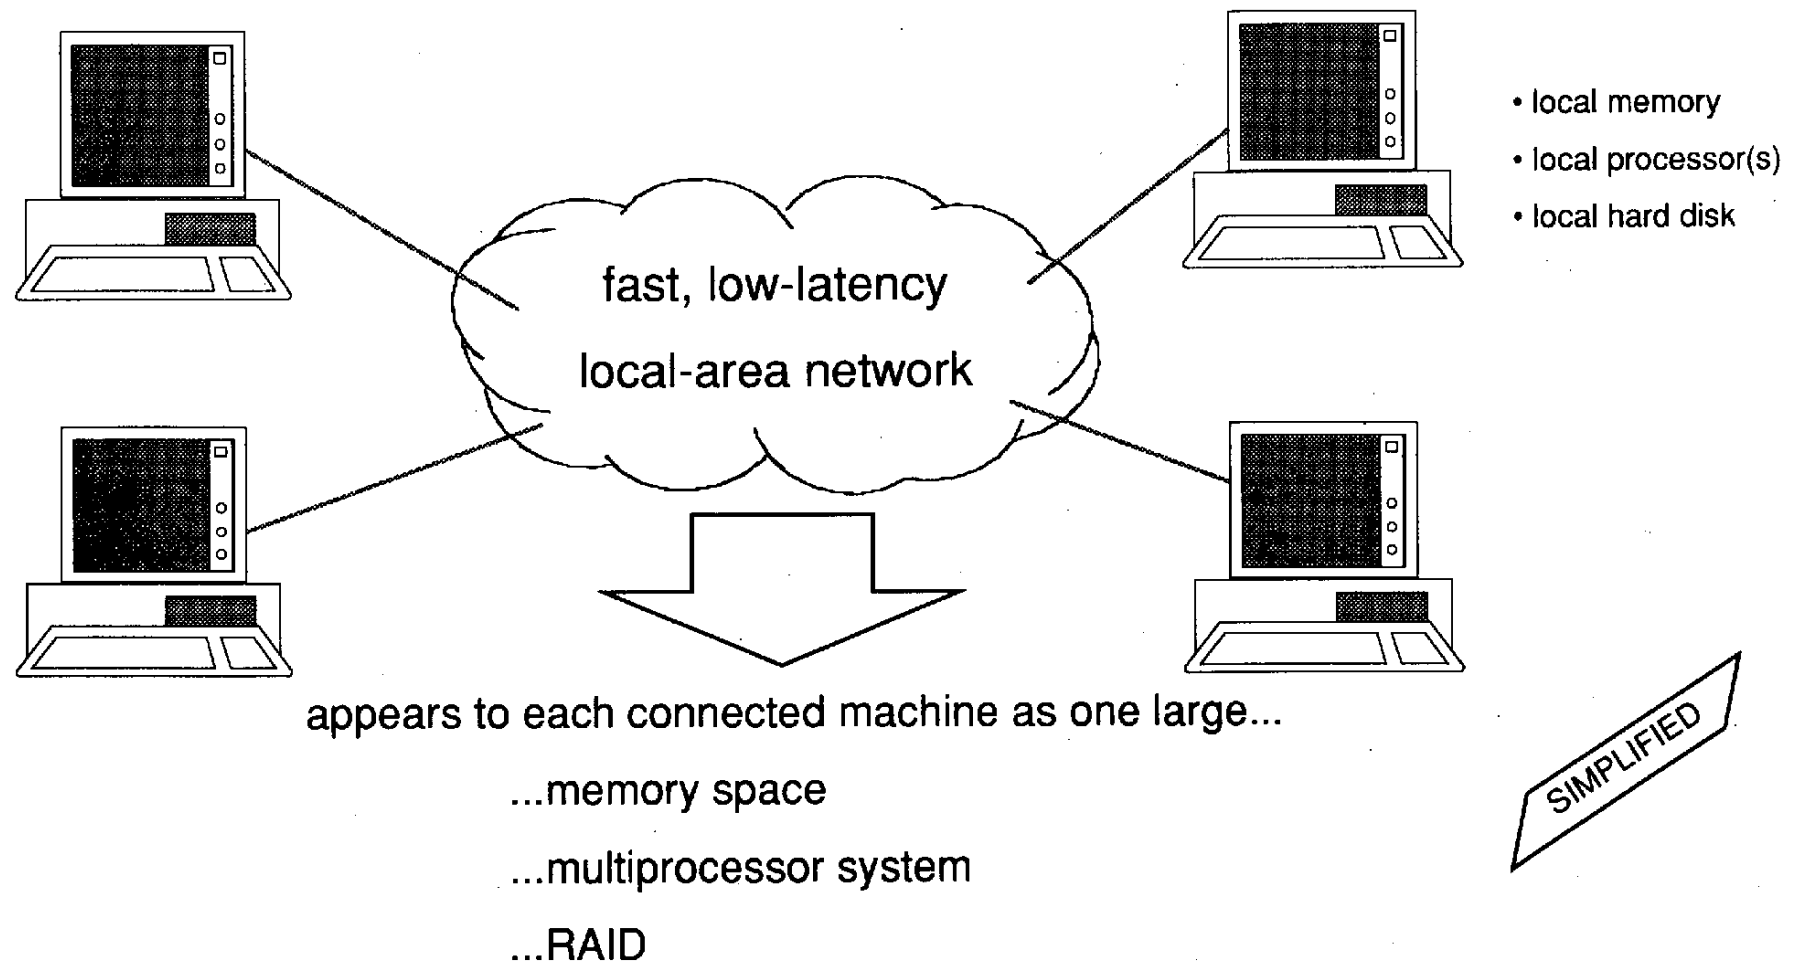 • local memory
• local processor(s)
• local hard disk
fast, low-latency
local-area network
appears to each connected machine as one large...
...memory space
...multiprocessor system
...RAID
SIMPLIFIED